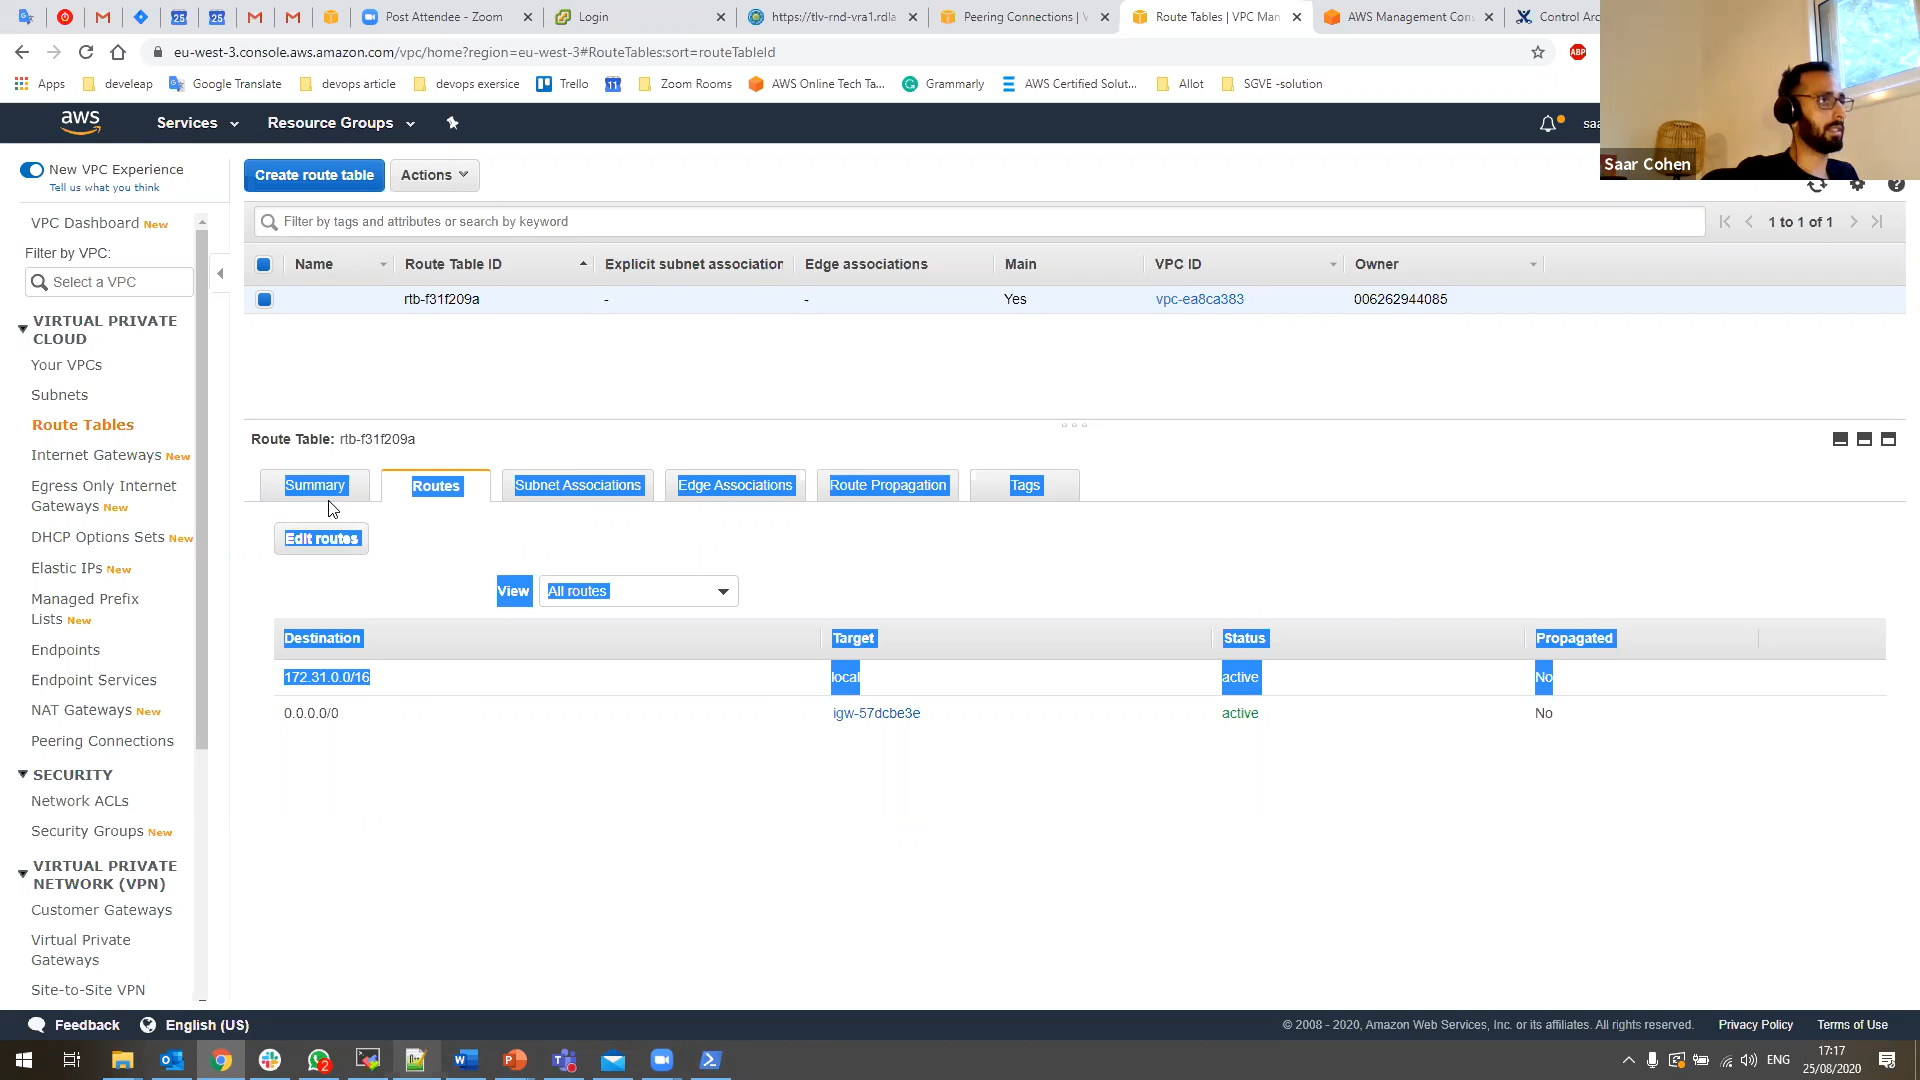 Post Attendee - Zoom
Login
https://tlv-rnd-vra1.rdla
Peering Connections | V
Route Tables | VPC Man
AWS Management Con
Control Arc
eu-west-3.console.aws.amazon.com/vpc/home?region=eu-west-3#RouteTables:sort=routeTableId
ABP
Apps
develeap
Google Translate
devops article
devops exersice
Trello
11
Zoom Rooms
AWS Online Tech Ta...
Grammarly
AWS Certified Solut...
Allot
SGVE -solution
aws
Services
Resource Groups
saa
Saar Cohen
New VPC Experience
Tell us what you think
Create route table
Actions
VPC Dashboard New
Filter by VPC:
Select a VPC
Filter by tags and attributes or search by keyword
1 to 1 of 1
Name
Route Table ID
Explicit subnet association
Edge associations
Main
VPC ID
Owner
rtb-f31f209a
-
-
Yes
vpc-ea8ca383
006262944085
VIRTUAL PRIVATE
CLOUD
Your VPCs
Subnets
Route Tables
Internet Gateways New
Egress Only Internet
Gateways New
DHCP Options Sets New
Elastic IPs New
Managed Prefix
Lists New
Endpoints
Endpoint Services
NAT Gateways New
Peering Connections
SECURITY
Network ACLs
Security Groups New
VIRTUAL PRIVATE
NETWORK (VPN)
Customer Gateways
Virtual Private
Gateways
Site-to-Site VPN
Route Table: rtb-f31f209a
Summary
Routes
Subnet Associations
Edge Associations
Route Propagation
Tags
Edit routes
View
All routes
Destination
Target
Status
Propagated
172.31.0.0/16
local
active
No
0.0.0.0/0
igw-57dcbe3e
active
No
Feedback
English (US)
© 2008 - 2020, Amazon Web Services, Inc. or its affiliates. All rights reserved.
Privacy Policy
Terms of Use
2
ENG
17:17
25/08/2020